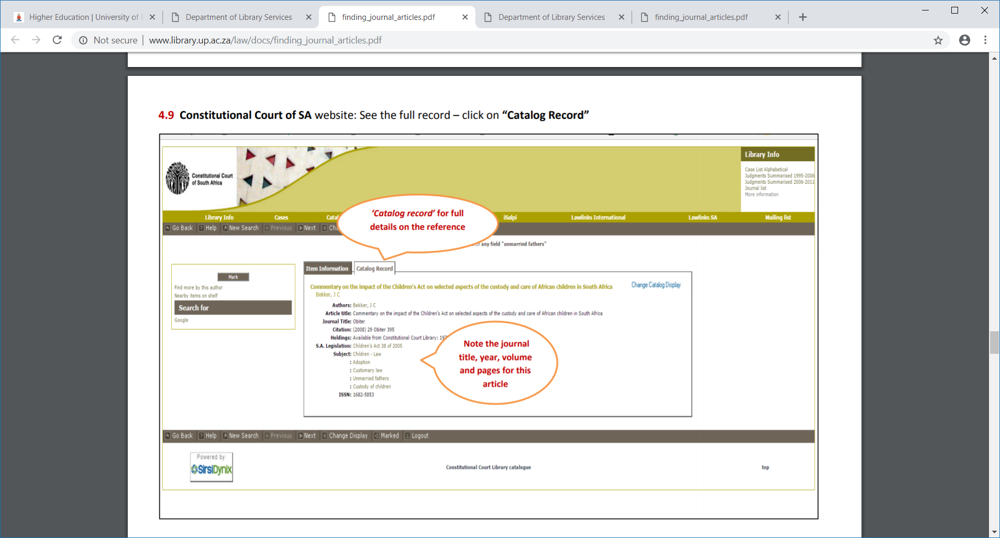 Higher Education | University of P
Department of Library Services
finding_journal_articles.pdf
Department of Library Services
finding_journal_articles.pdf
Not secure
www.library.up.ac.za/law/docs/finding_journal_articles.pdf
4.9 Constitutional Court of SA website: See the full record – click on “Catalog Record”
Constitutional Court
of South Africa
Library Info
Case List Alphabetical
Judgments Summarised 1995-2006
Judgments Summarised 2006-2011
Journal list
More information
Library Info Cases Catal iSalpi Lawlinks International Lawlinks SA Mailing list
Go Back Help New Search Previous Next Cha
‘Catalog record’ for full
details on the reference
any field "unmarried fathers"
Mark
Find more by this author
Nearby items on shelf
Search for
Google
Item Information Catalog Record
Change Catalog Display
Commentary on the impact of the Children's Act on selected aspects of the custody and care of African children in South Africa
Bekker, J C
Authors: Bekker, J C
Article title: Commentary on the impact of the Children's Act on selected aspects of the custody and care of African children in South Africa
Journal Title: Obiter
Citation: (2008) 29 Obiter 395
Holdings: Available from Constitutional Court Library: 197
S.A. Legislation: Children's Act 38 of 2005
Subject: Children - Law
: Adoption
: Customary law
: Unmarried fathers
: Custody of children
ISSN: 1682-5853
Note the journal
title, year, volume
and pages for this
article
Go Back Help New Search Previous Next Change Display Marked Logout
Powered by:
SirsiDynix
Constitutional Court Library catalogue
top